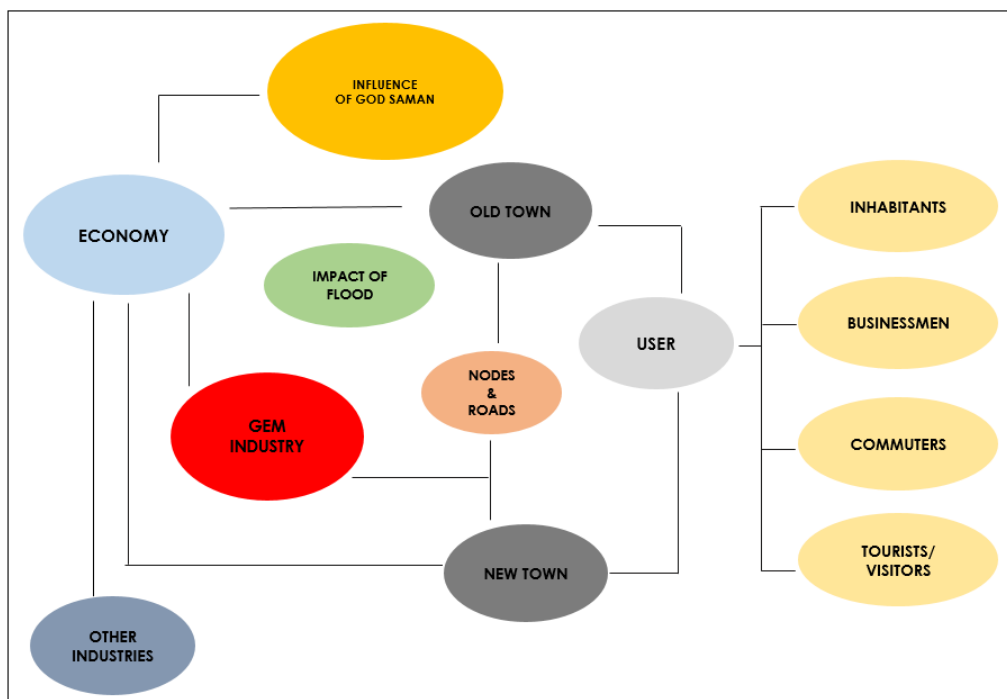 INFLUENCE
OF GOD SAMAN
ECONOMY
OLD TOWN
IMPACT OF
FLOOD
INHABITANTS
BUSINESSMEN
USER
NODES
&
ROADS
GEM
INDUSTRY
COMMUTERS
NEW TOWN
TOURISTS/
VISITORS
OTHER
INDUSTRIES